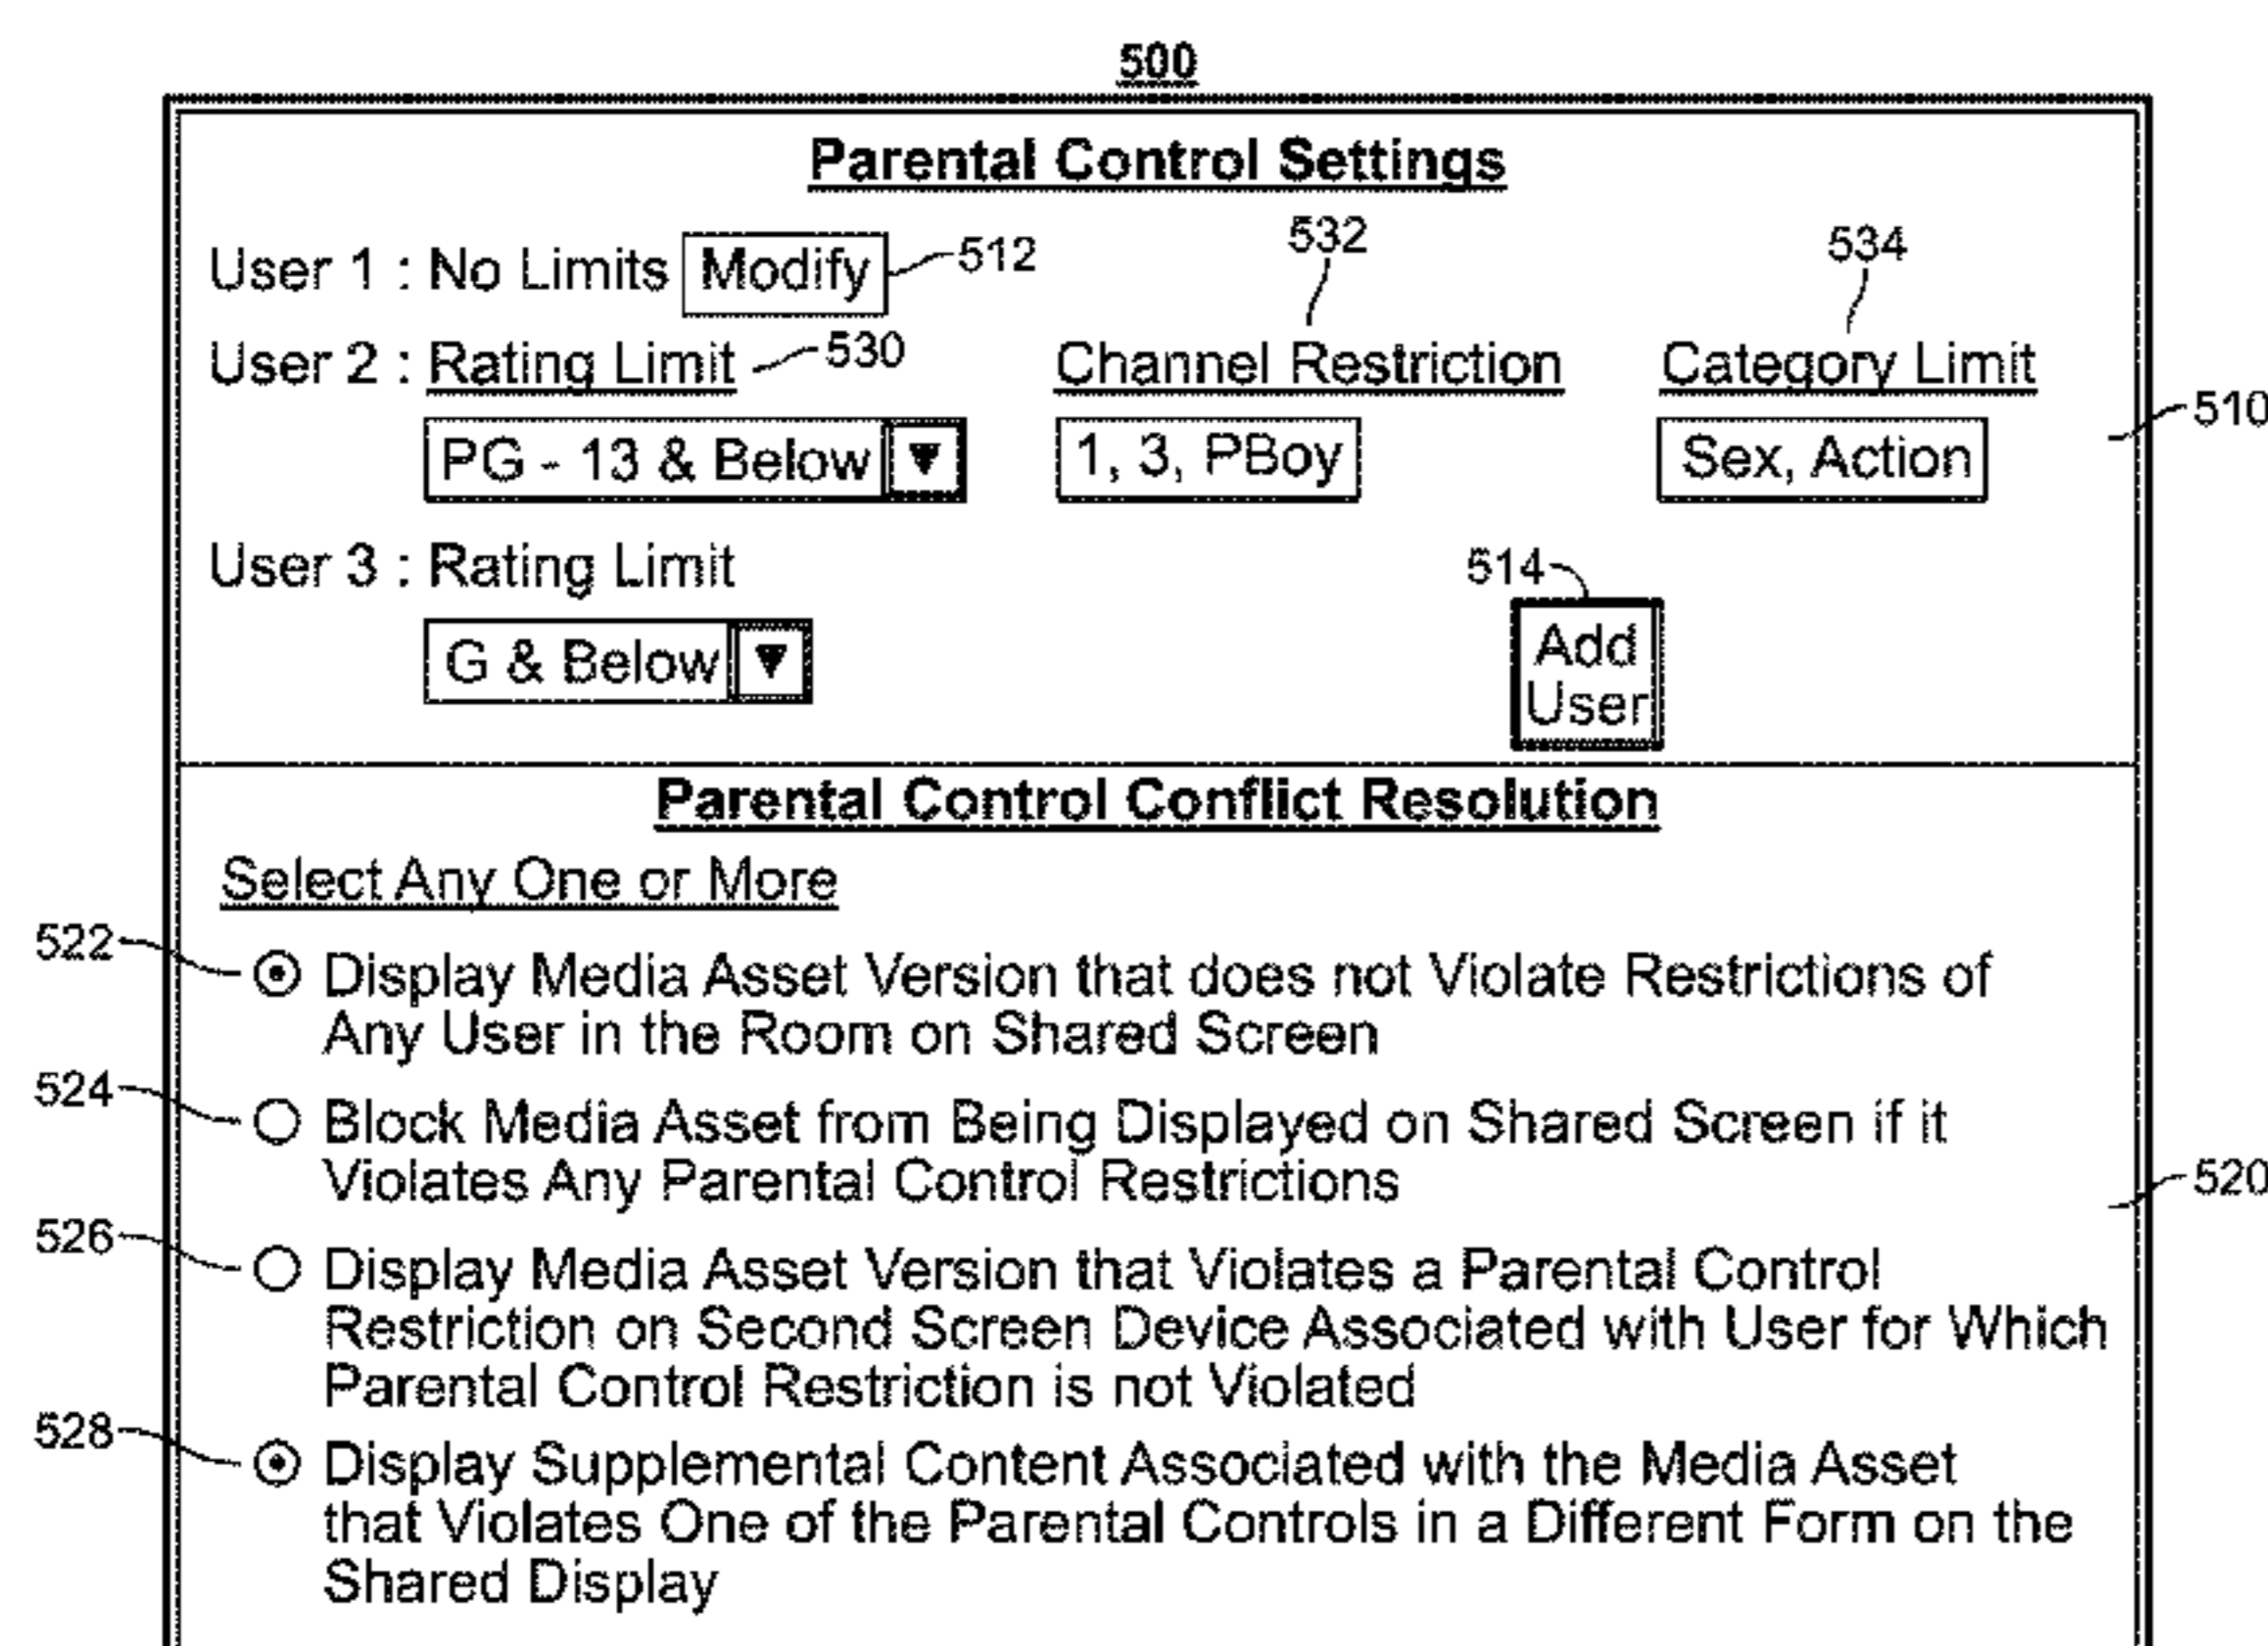 500
Parental Control Settings
User 1 : No Limits Modify 512 532 534
User 2 : Rating Limit 530 Channel Restriction Category Limit
510
PG - 13 & Below ▼ 1, 3, PBoy Sex, Action
User 3 : Rating Limit 514
G & Below ▼ Add
User
Parental Control Conflict Resolution
Select Any One or More
522 Display Media Asset Version that does not Violate Restrictions of
Any User in the Room on Shared Screen
524 Block Media Asset from Being Displayed on Shared Screen if it
Violates Any Parental Control Restrictions
520
526 Display Media Asset Version that Violates a Parental Control
Restriction on Second Screen Device Associated with User for Which
Parental Control Restriction is not Violated
528 Display Supplemental Content Associated with the Media Asset
that Violates One of the Parental Controls in a Different Form on the
Shared Display